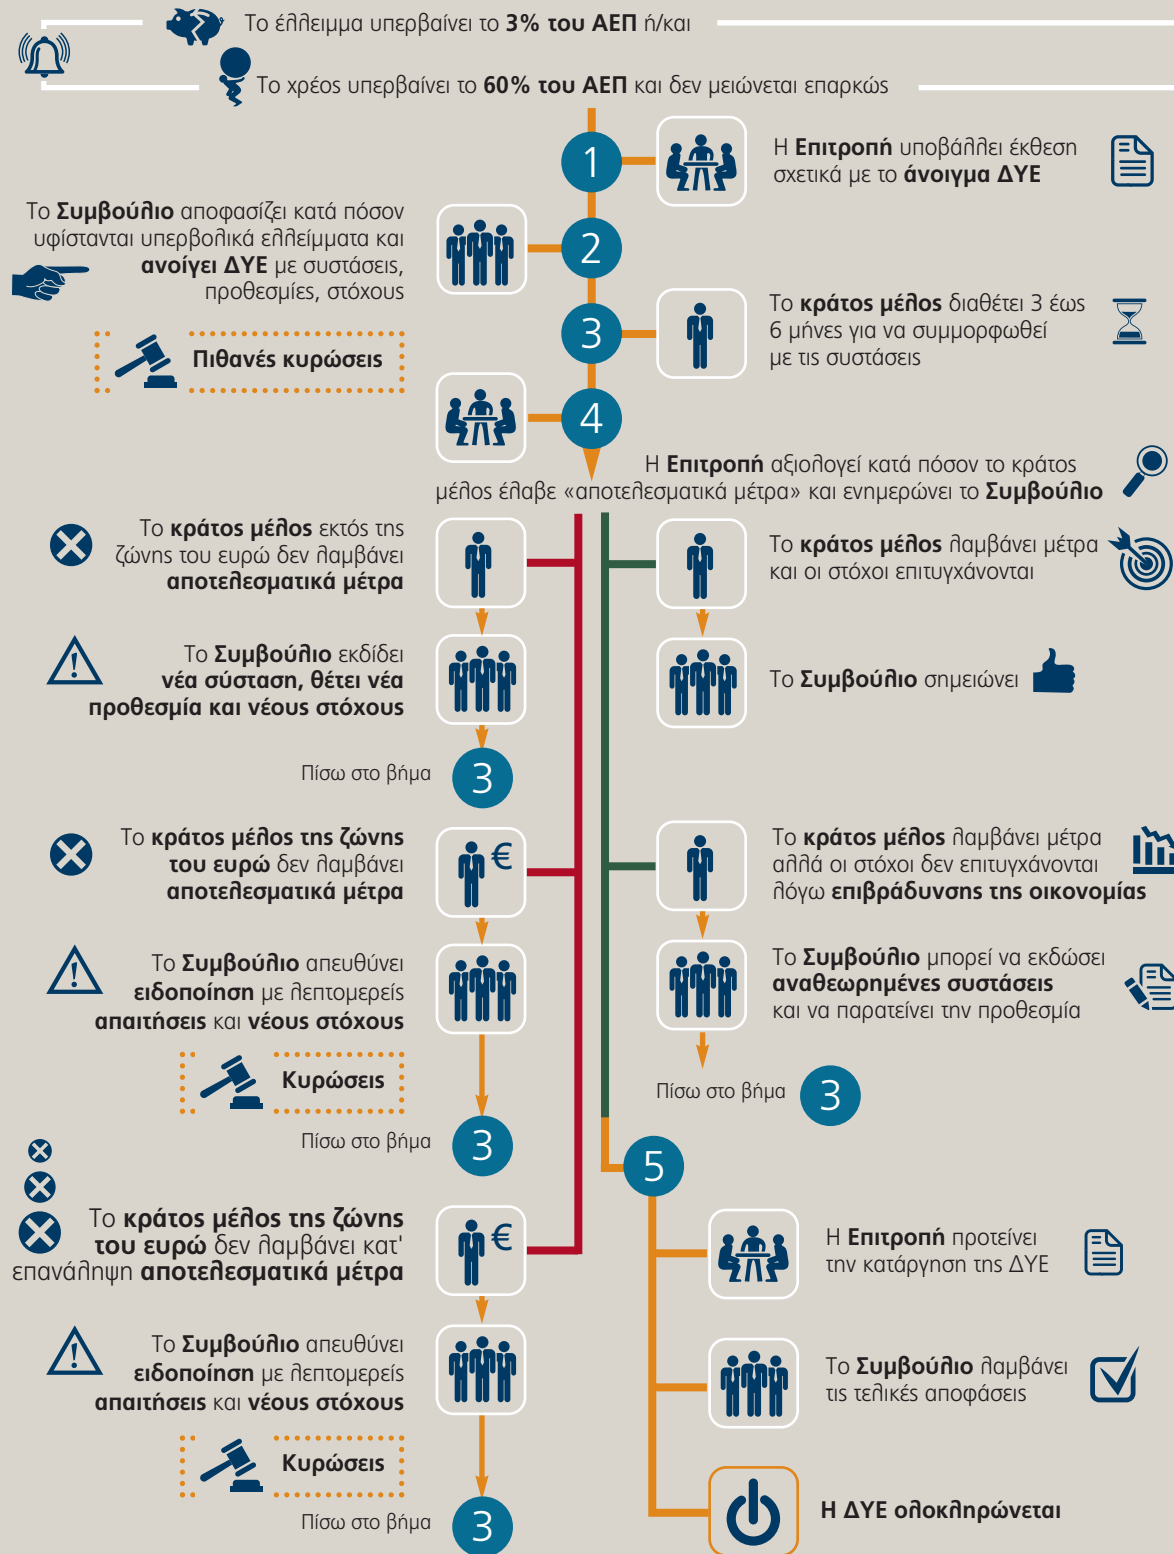 Το έλλειμμα υπερβαίνει το 3% του ΑΕΠ ή/και
Το χρέος υπερβαίνει το 60% του ΑΕΠ και δεν μειώνεται επαρκώς
1
Η Επιτροπή υποβάλλει έκθεση
σχετικά με το άνοιγμα ΔΥΕ
Το Συμβούλιο αποφασίζει κατά πόσον
υφίστανται υπερβολικά ελλείμματα και
ανοίγει ΔΥΕ με συστάσεις,
προθεσμίες, στόχους
2
Πιθανές κυρώσεις
3
Το κράτος μέλος διαθέτει 3 έως
6 μήνες για να συμμορφωθεί
με τις συστάσεις
4
Η Επιτροπή αξιολογεί κατά πόσον το κράτος
μέλος έλαβε «αποτελεσματικά μέτρα» και ενημερώνει το Συμβούλιο
Το κράτος μέλος εκτός της
ζώνης του ευρώ δεν λαμβάνει
αποτελεσματικά μέτρα
Το Συμβούλιο εκδίδει
νέα σύσταση, θέτει νέα
προθεσμία και νέους στόχους
Πίσω στο βήμα
3
Το κράτος μέλος της ζώνης
του ευρώ δεν λαμβάνει
αποτελεσματικά μέτρα
€
Το Συμβούλιο απευθύνει
ειδοποίηση με λεπτομερείς
απαιτήσεις και νέους στόχους
Κυρώσεις
Πίσω στο βήμα
3
Το κράτος μέλος της ζώνης
του ευρώ δεν λαμβάνει κατ'
επανάληψη αποτελεσματικά μέτρα
€
Το Συμβούλιο απευθύνει
ειδοποίηση με λεπτομερείς
απαιτήσεις και νέους στόχους
Κυρώσεις
Πίσω στο βήμα
3
Το κράτος μέλος λαμβάνει μέτρα
και οι στόχοι επιτυγχάνονται
Το Συμβούλιο σημειώνει
Το κράτος μέλος λαμβάνει μέτρα
αλλά οι στόχοι δεν επιτυγχάνονται
λόγω επιβράδυνσης της οικονομίας
Το Συμβούλιο μπορεί να εκδώσει
αναθεωρημένες συστάσεις
και να παρατείνει την προθεσμία
Πίσω στο βήμα
3
5
Η Επιτροπή προτείνει
την κατάργηση της ΔΥΕ
Το Συμβούλιο λαμβάνει
τις τελικές αποφάσεις
Η ΔΥΕ ολοκληρώνεται